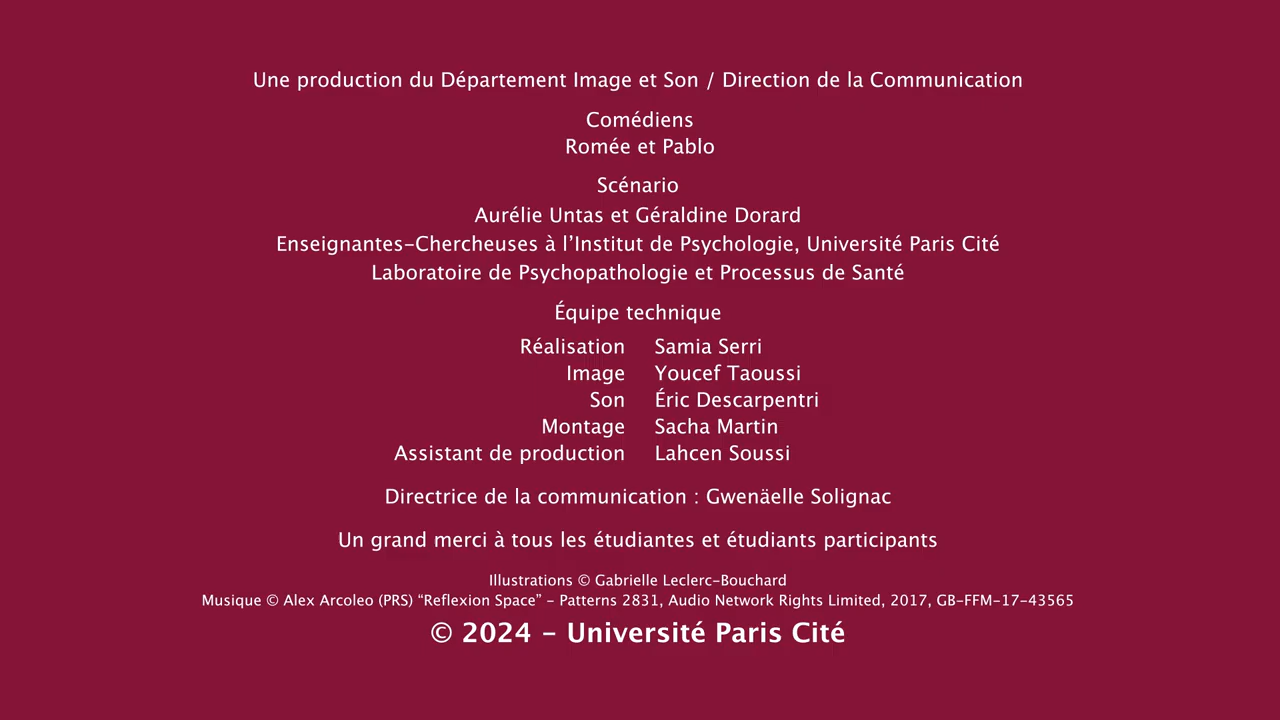 Une production du Département Image et Son / Direction de la Communication
Comédiens
Romée et Pablo
Scénario
Aurélie Untas et Géraldine Dorard
Enseignantes-Chercheuses à l’Institut de Psychologie, Université Paris Cité
Laboratoire de Psychopathologie et Processus de Santé
Équipe technique
Réalisation Samia Serri
Image Youcef Taoussi
Son Éric Descarpentri
Montage Sacha Martin
Assistant de production Lahcen Soussi
Directrice de la communication : Gwenäelle Solignac
Un grand merci à tous les étudiantes et étudiants participants
Illustrations © Gabrielle Leclerc-Bouchard
Musique © Alex Arcoleo (PRS) “Reflexion Space” - Patterns 2831, Audio Network Rights Limited, 2017, GB-FFM-17-43565
© 2024 - Université Paris Cité